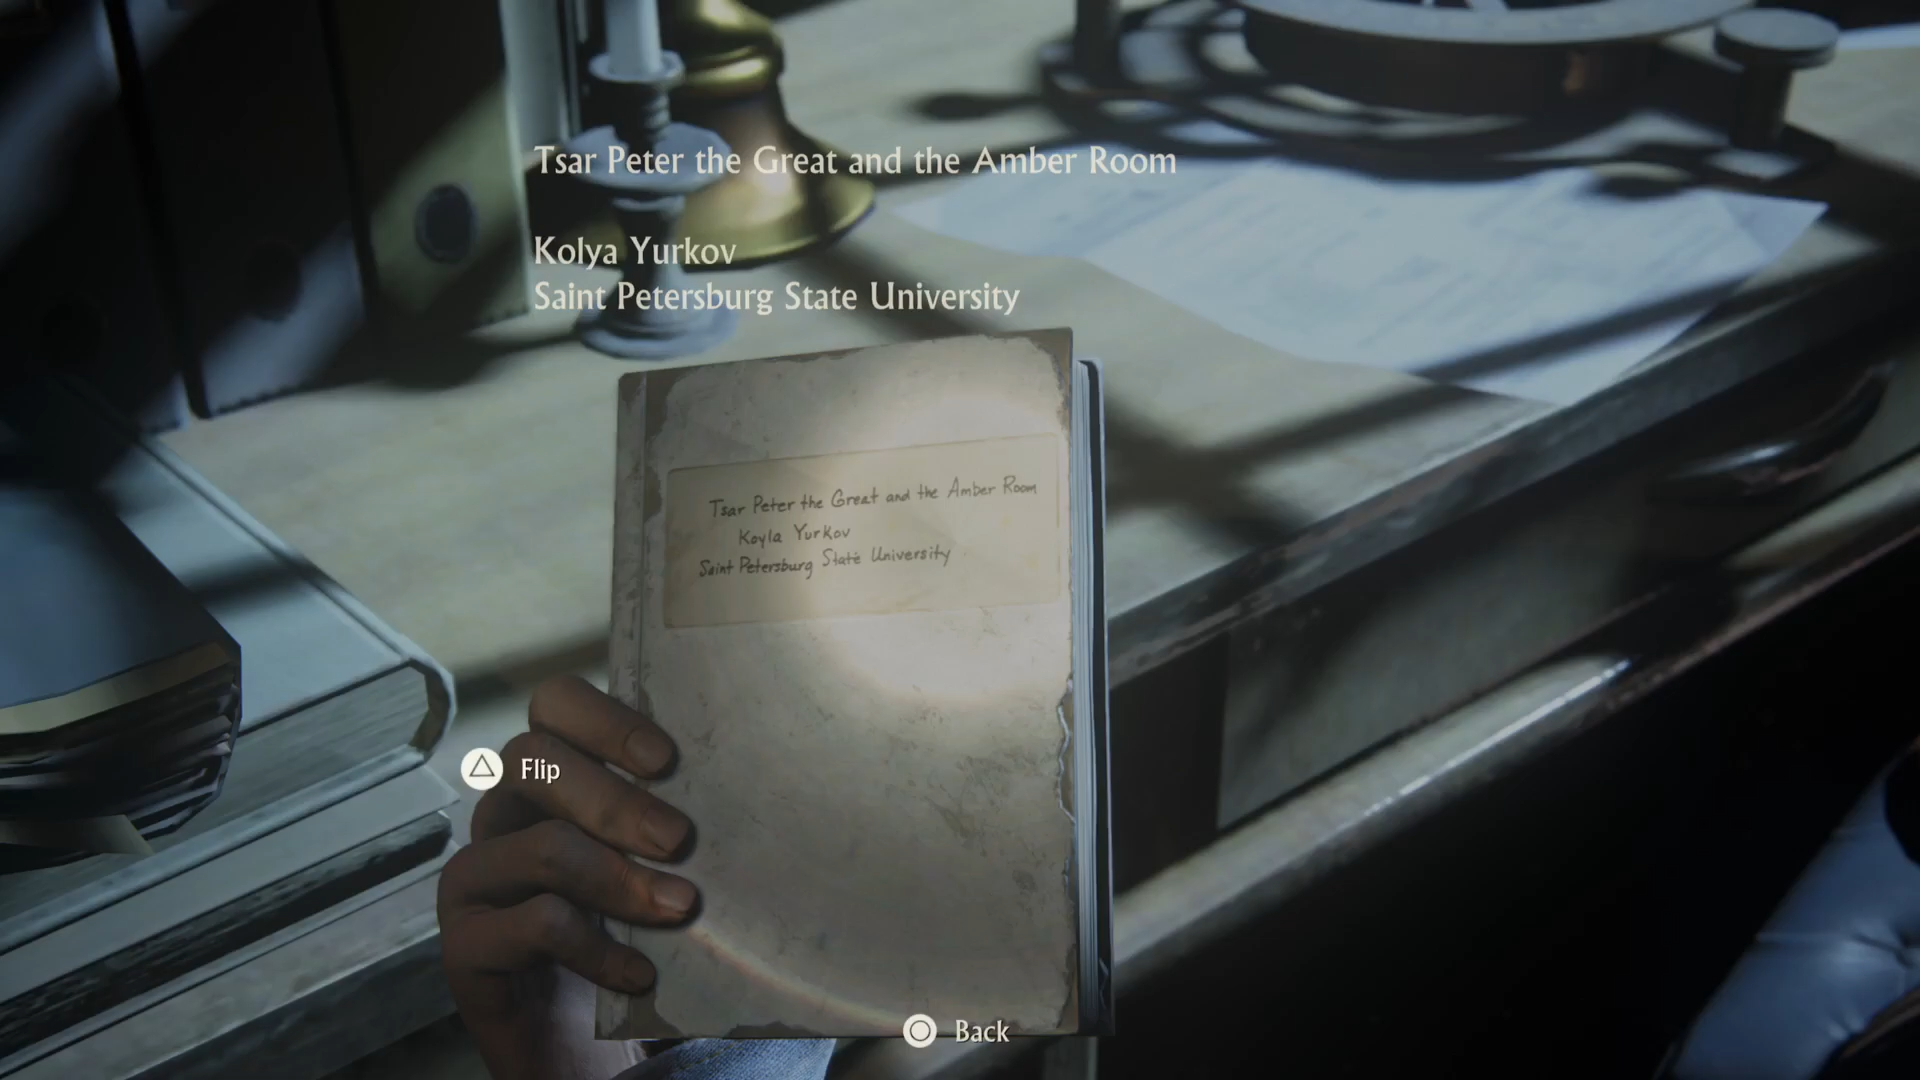 Tsar Peter the Great and the Amber Room
Kolya Yurkov
Saint Petersburg State University
Tsar Peter the Great and the Amber Room
Koyla Yurkov
Saint Petersburg State University
Flip
Back